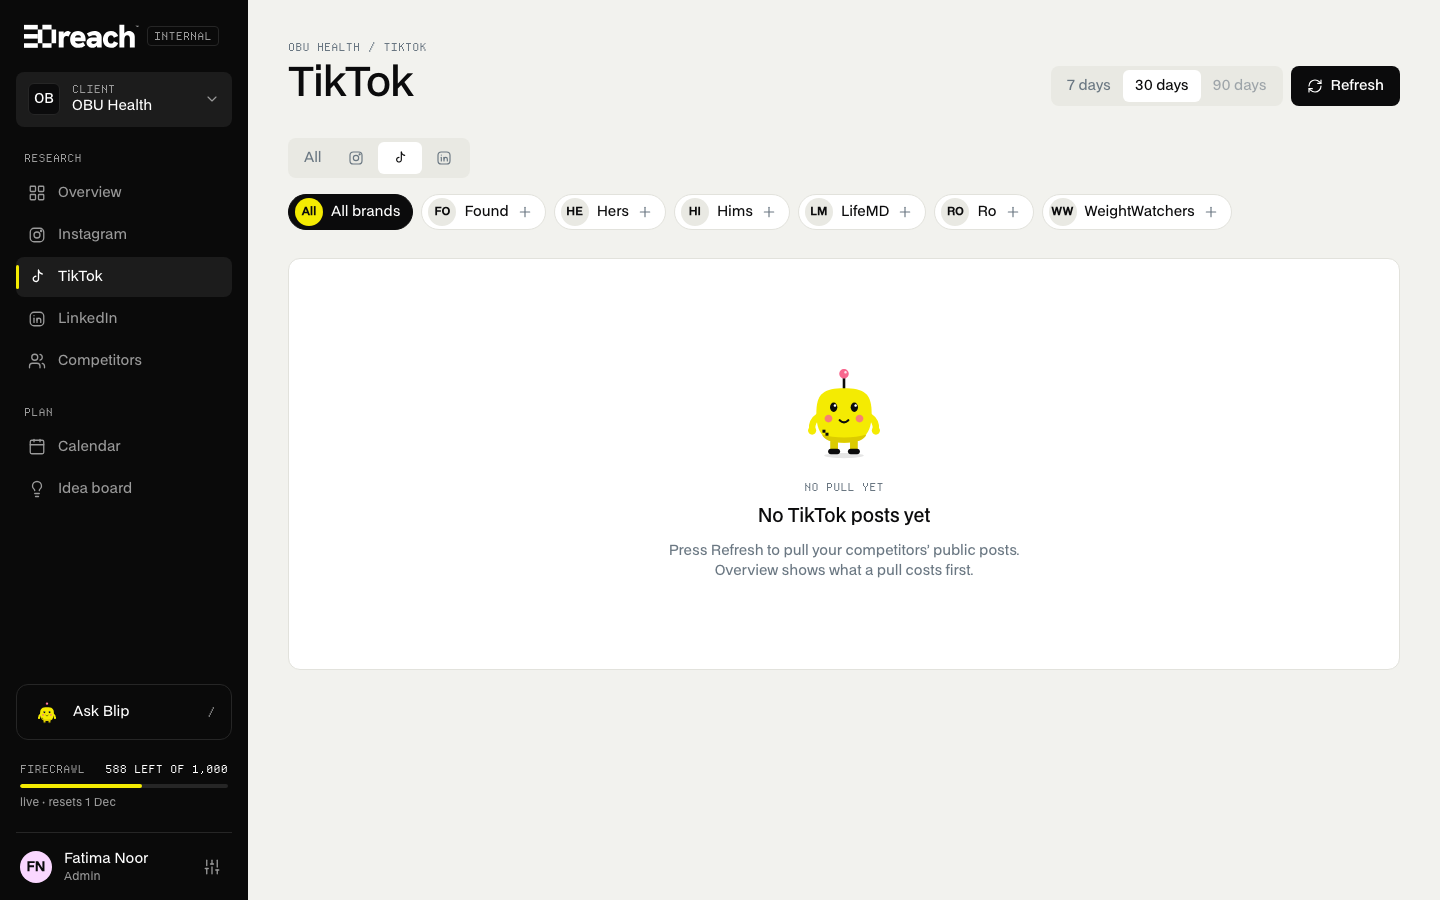 reach
INTERNAL
OB
CLIENT
OBU Health
RESEARCH
Overview
Instagram
TikTok
LinkedIn
Competitors
PLAN
Calendar
Idea board
Ask Blip
/
FIRECRAWL
588 LEFT OF 1,000
live · resets 1 Dec
FN
Fatima Noor
Admin
OBU HEALTH / TIKTOK
TikTok
7 days
30 days
90 days
Refresh
All
All All brands
FO Found
HE Hers
HI Hims
LM LifeMD
RO Ro
WW WeightWatchers
NO PULL YET
No TikTok posts yet
Press Refresh to pull your competitors' public posts.
Overview shows what a pull costs first.